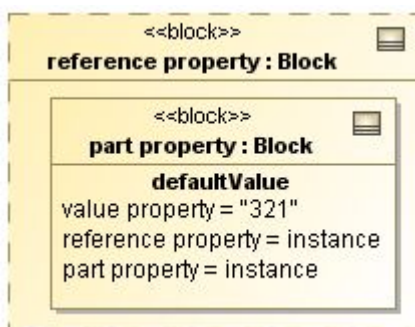 <<block>>
reference property : Block
<<block>>
part property : Block
defaultValue
value property = "321"
reference property = instance
part property = instance